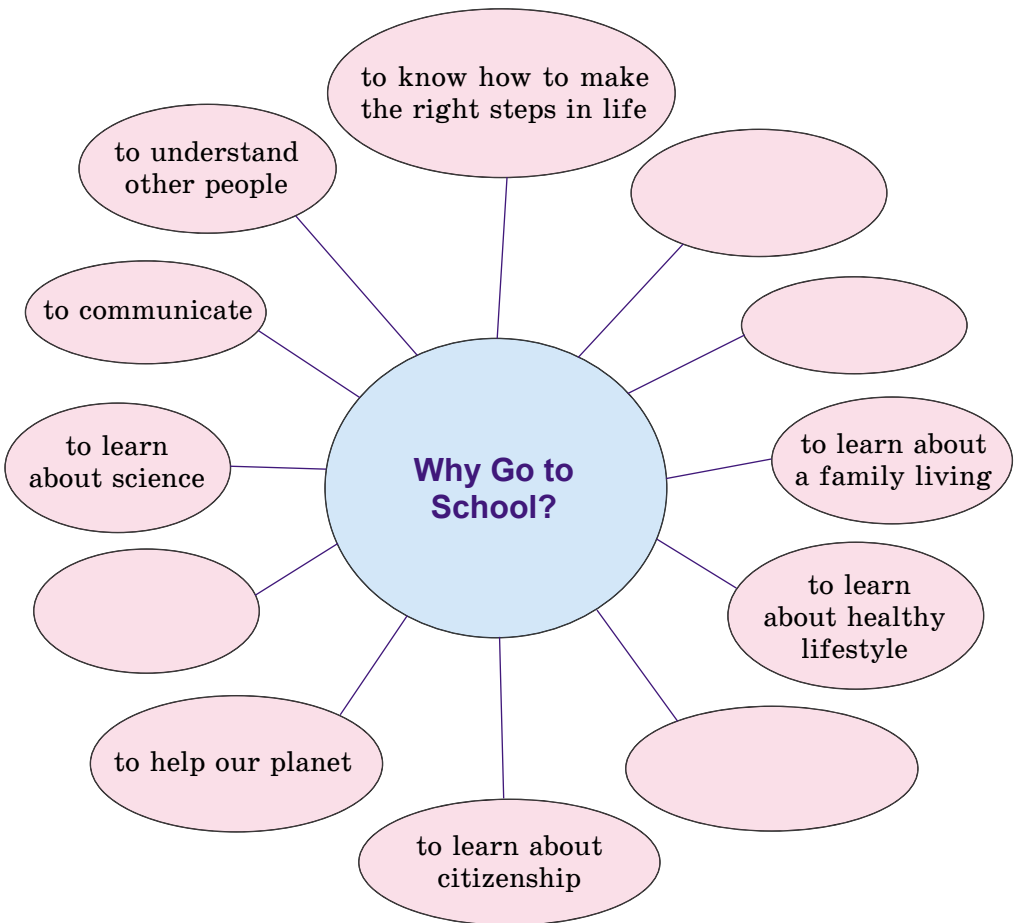 to know how to make
the right steps in life
to understand
other people
to communicate
to learn
about science
Why Go to
School?
to learn about
a family living
to learn
about healthy
lifestyle
to help our planet
to learn about
citizenship